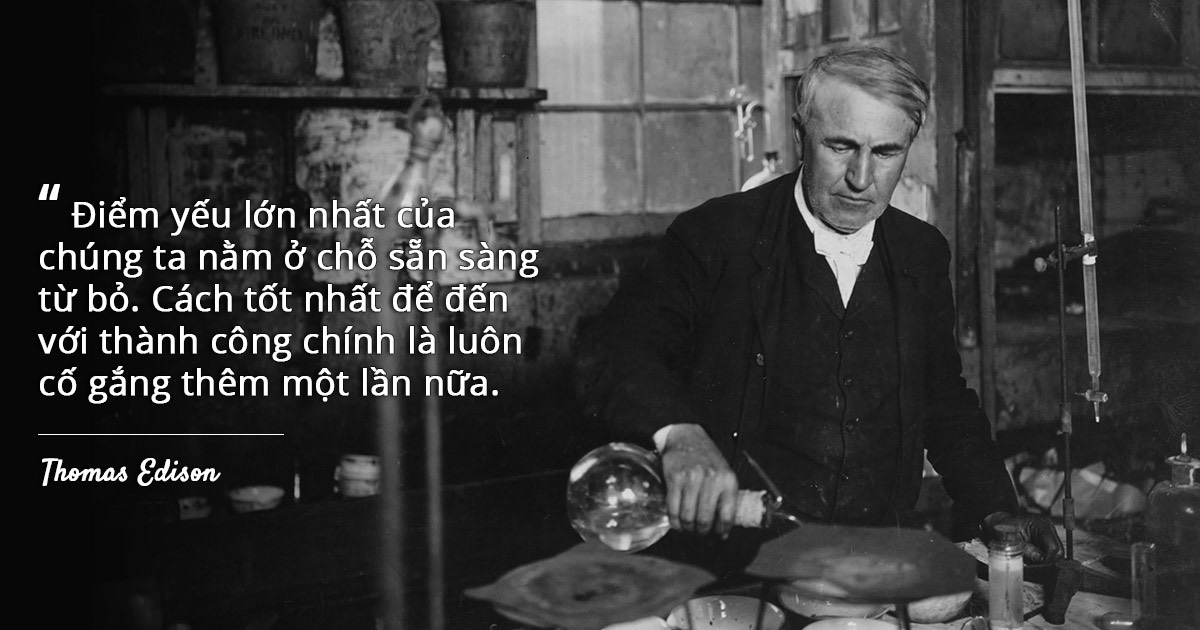 “ Điểm yếu lớn nhất của
chúng ta nằm ở chỗ sẵn sàng
từ bỏ. Cách tốt nhất để đến
với thành công chính là luôn
cố gắng thêm một lần nữa.
Thomas Edison